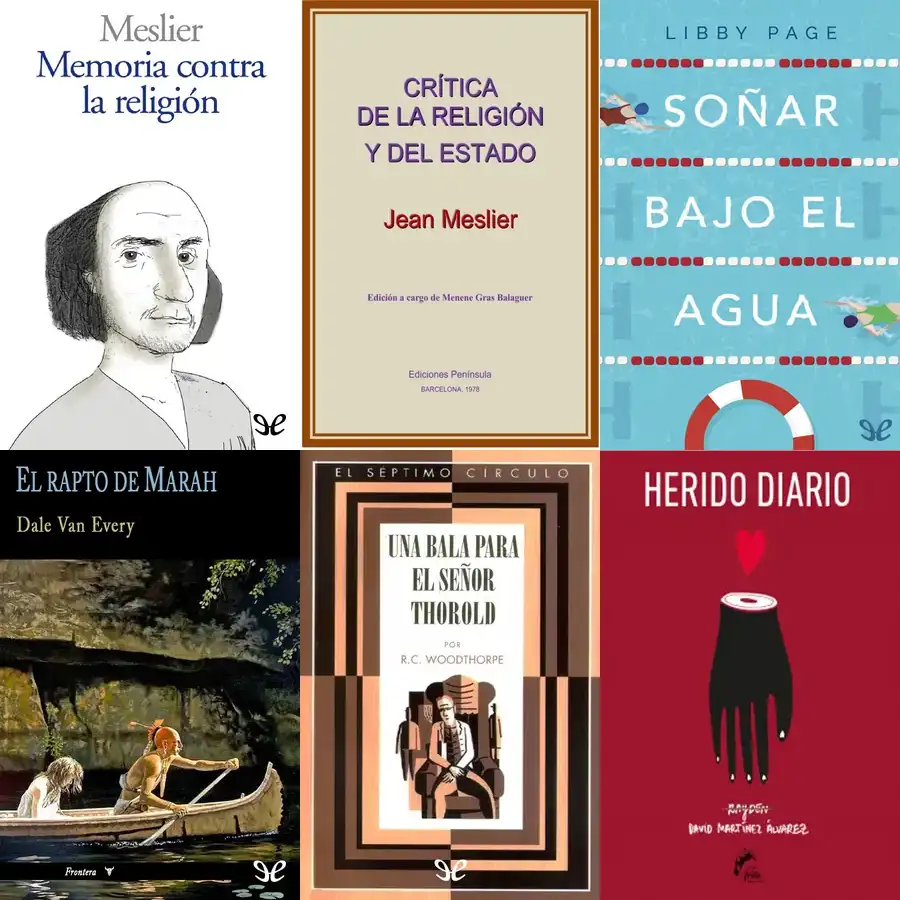 Meslier
Memoria contra
la religión
CRÍTICA
DE LA RELIGIÓN
Y DEL ESTADO
Jean Meslier
Edición a cargo de Menene Gras Balaguer
Ediciones Península
BARCELONA, 1978
LIBBY PAGE
SOÑAR
BAJO EL
AGUA
EL RAPTO DE MARAH
Dale Van Every
Frontera
EL SÉPTIMO CÍRCULO
UNA BALA PARA
EL SEÑOR
THOROLD
POR
R.C. WOODTHORPE
HERIDO DIARIO
RAYDEN
DAVID MARTÍNEZ ÁLVAREZ